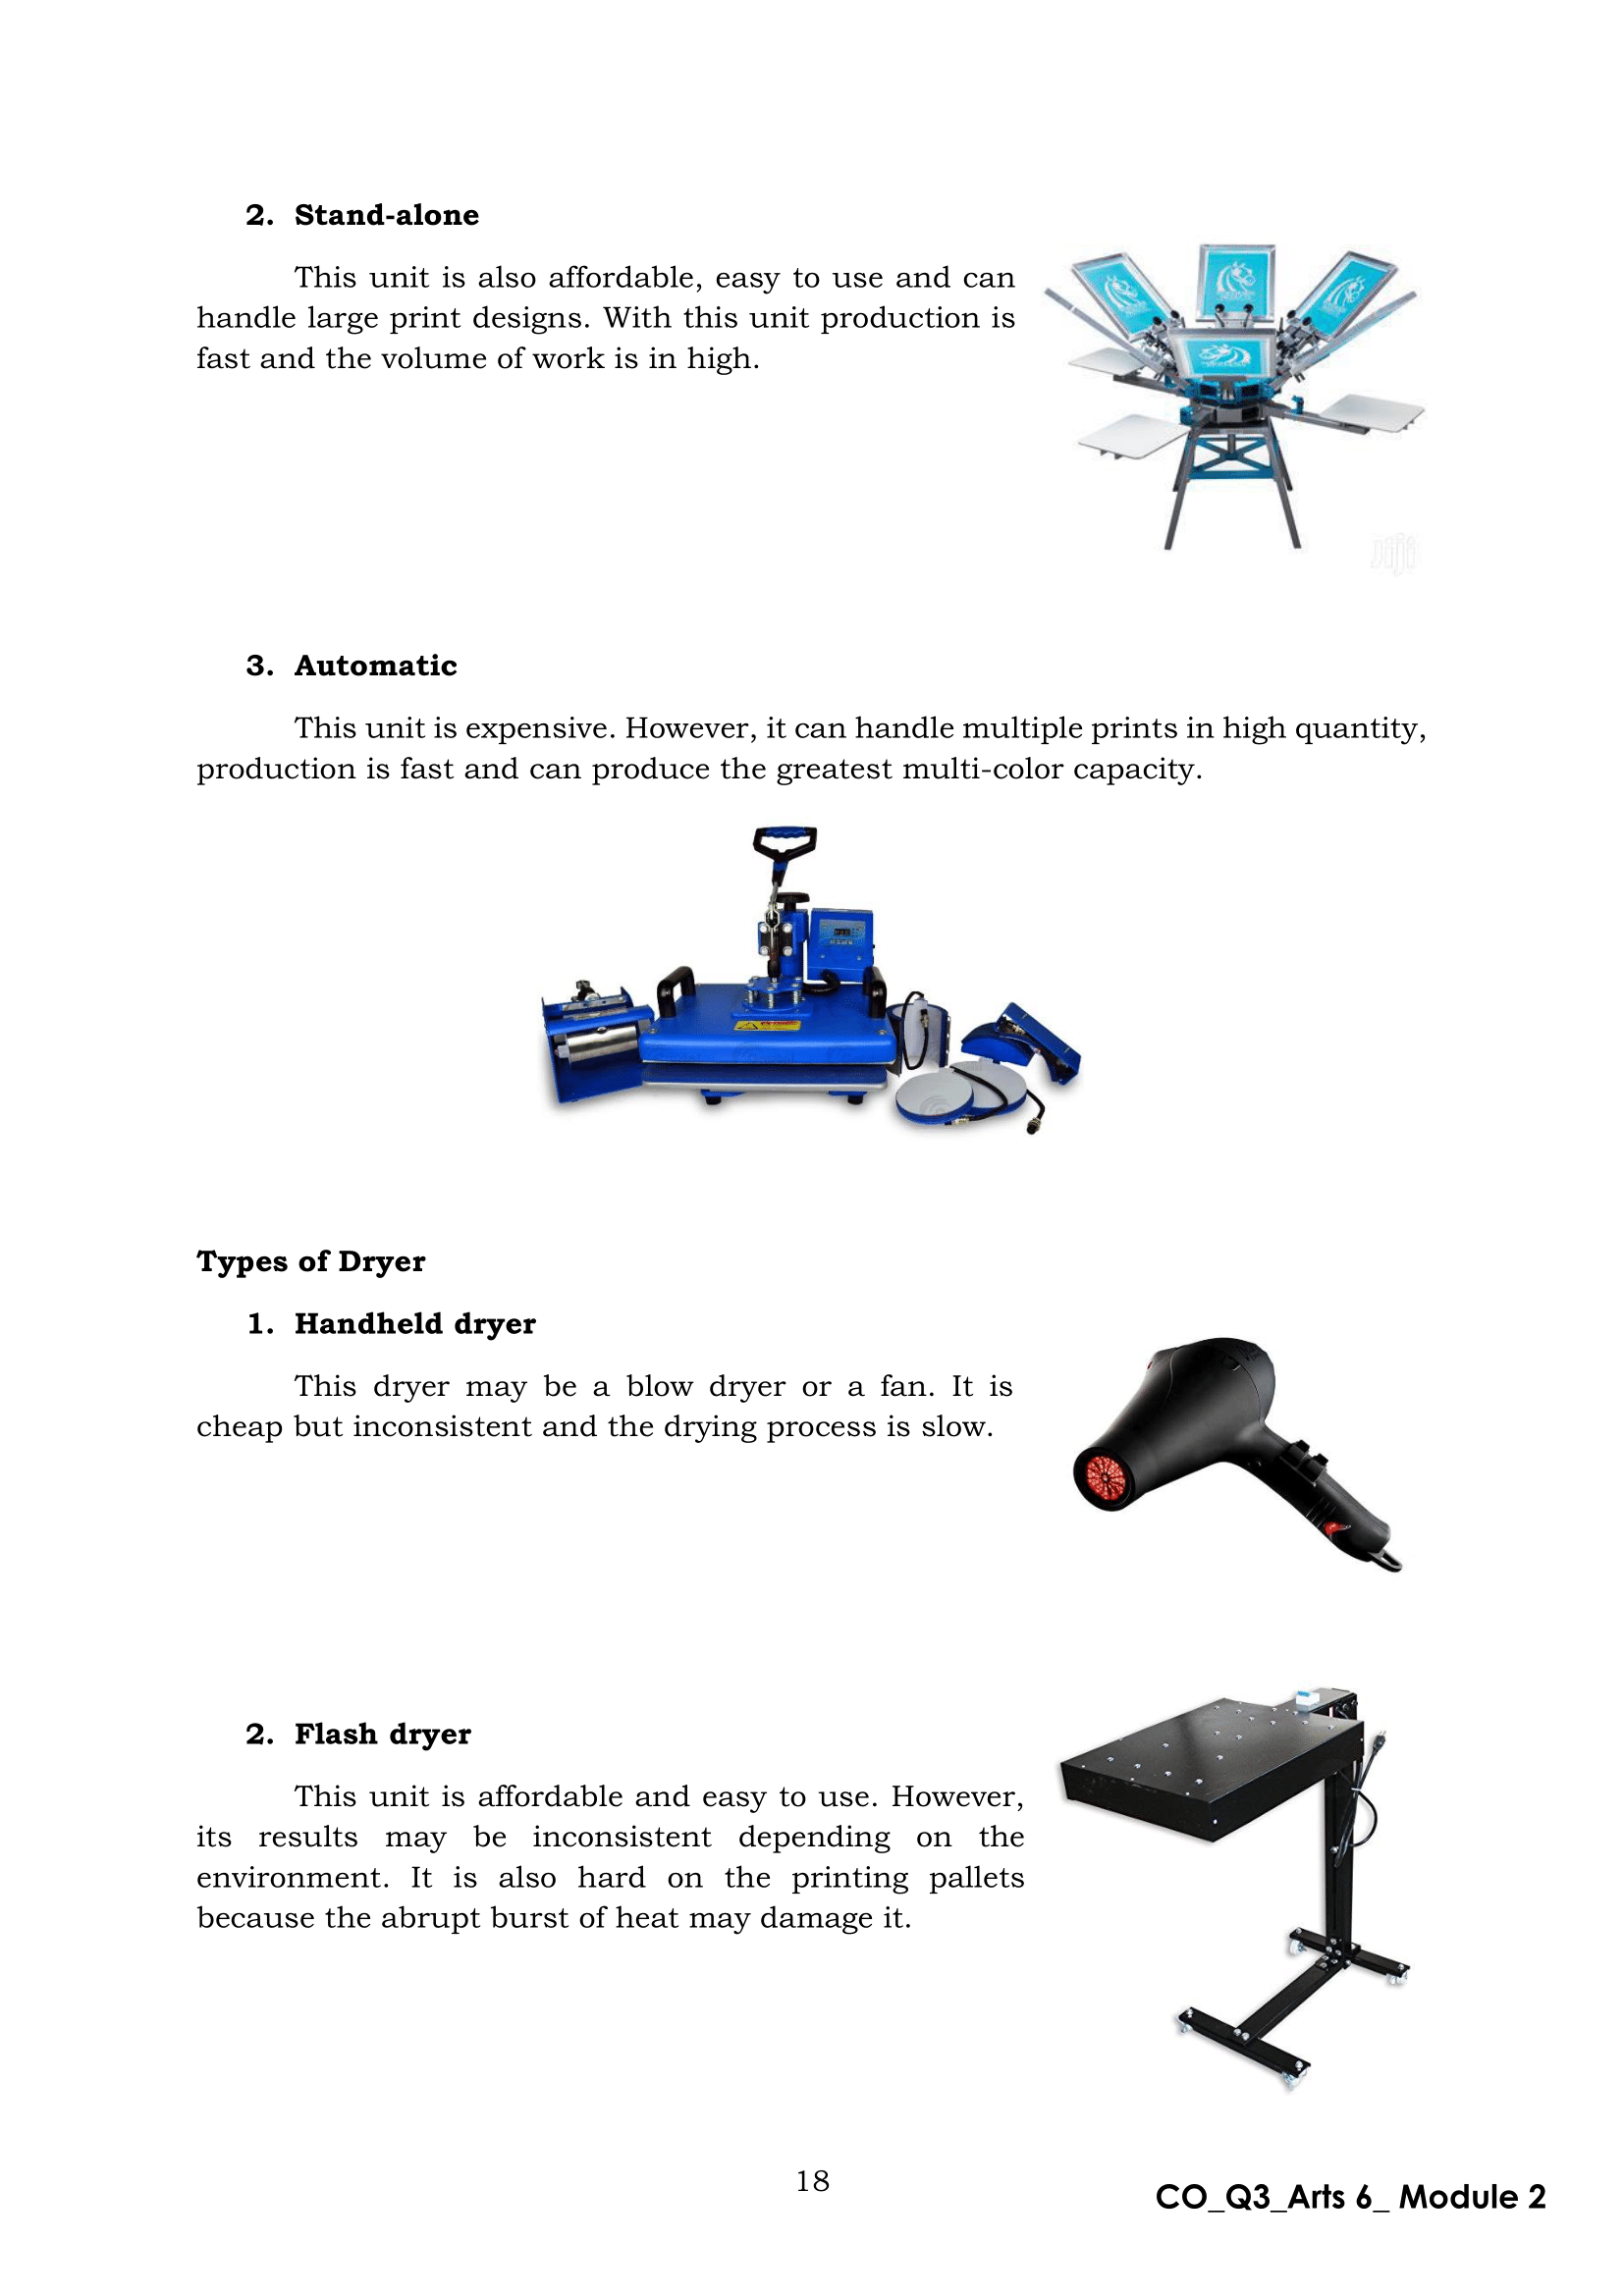 2. Stand-alone
This unit is also affordable, easy to use and can
handle large print designs. With this unit production is
fast and the volume of work is in high.
Jiji
3. Automatic
This unit is expensive. However, it can handle multiple prints in high quantity,
production is fast and can produce the greatest multi-color capacity.
Types of Dryer
1. Handheld dryer
This dryer may be a blow dryer or a fan. It is
cheap but inconsistent and the drying process is slow.
2. Flash dryer
This unit is affordable and easy to use. However,
its results may be inconsistent depending on the
environment. It is also hard on the printing pallets
because the abrupt burst of heat may damage it.
18
CO_Q3_Arts 6_ Module 2